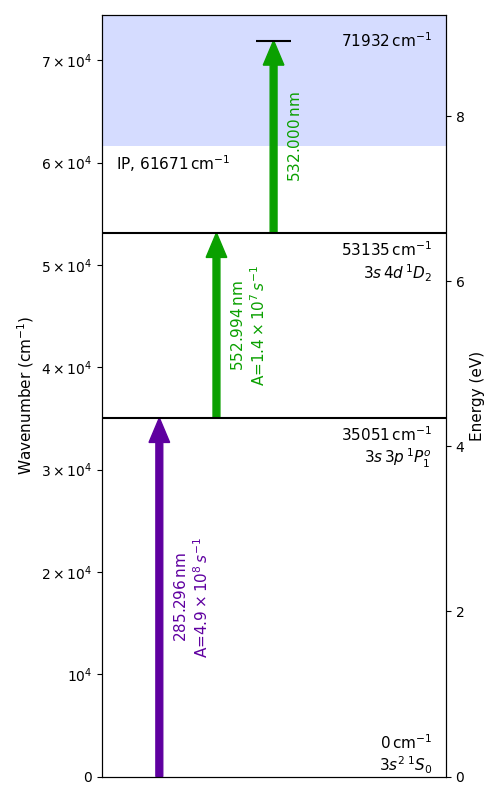 7 × 10⁴
6 × 10⁴
5 × 10⁴
4 × 10⁴
3 × 10⁴
2 × 10⁴
10⁴
0
Wavenumber (cm⁻¹)
71932 cm⁻¹
532.000 nm
IP, 61671 cm⁻¹
53135 cm⁻¹
3s 4d ¹D₂
552.994 nm
A=1.4 × 10⁷ s⁻¹
35051 cm⁻¹
3s 3p ¹P₁ᵒ
285.296 nm
A=4.9 × 10⁸ s⁻¹
0 cm⁻¹
3s² ¹S₀
8
6
4
2
0
Energy (eV)